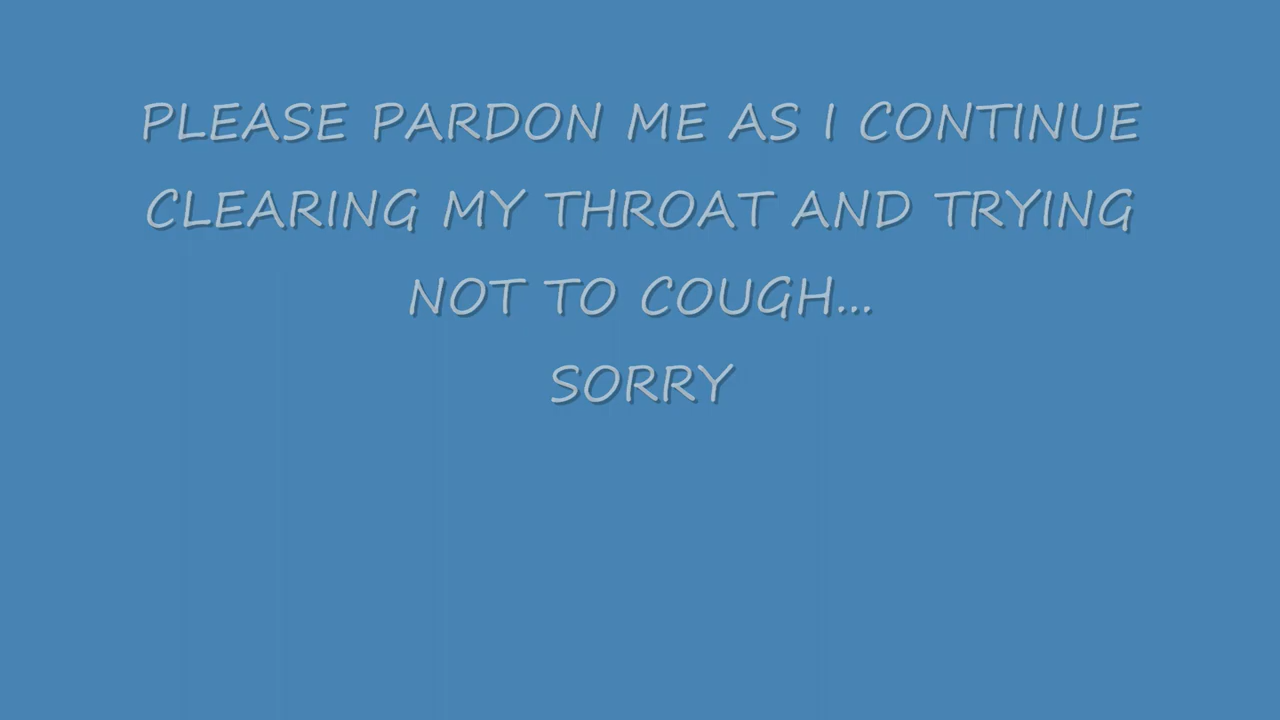 PLEASE PARDON ME AS I CONTINUE
CLEARING MY THROAT AND TRYING
NOT TO COUGH...
SORRY